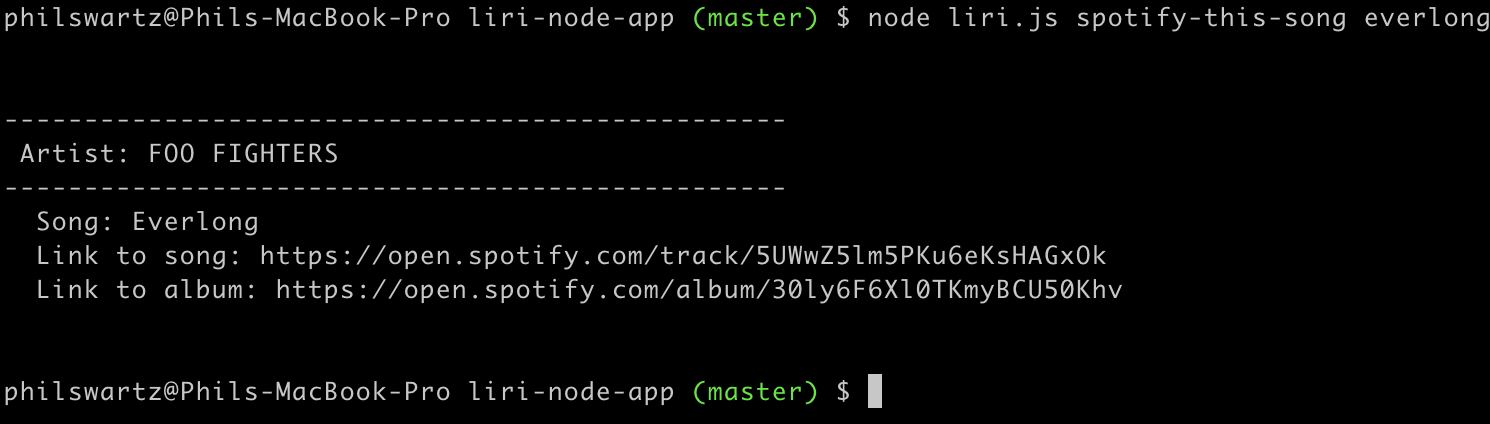 philswartz@Phils-MacBook-Pro liri-node-app (master) $ node liri.js spotify-this-song everlong
-------------------------------------------------
Artist: FOO FIGHTERS
-------------------------------------------------
Song: Everlong
Link to song: https://open.spotify.com/track/5UWwZ5lm5PKu6eKsHAGxOk
Link to album: https://open.spotify.com/album/30ly6F6Xl0TKmyBCU50Khv
philswartz@Phils-MacBook-Pro liri-node-app (master) $